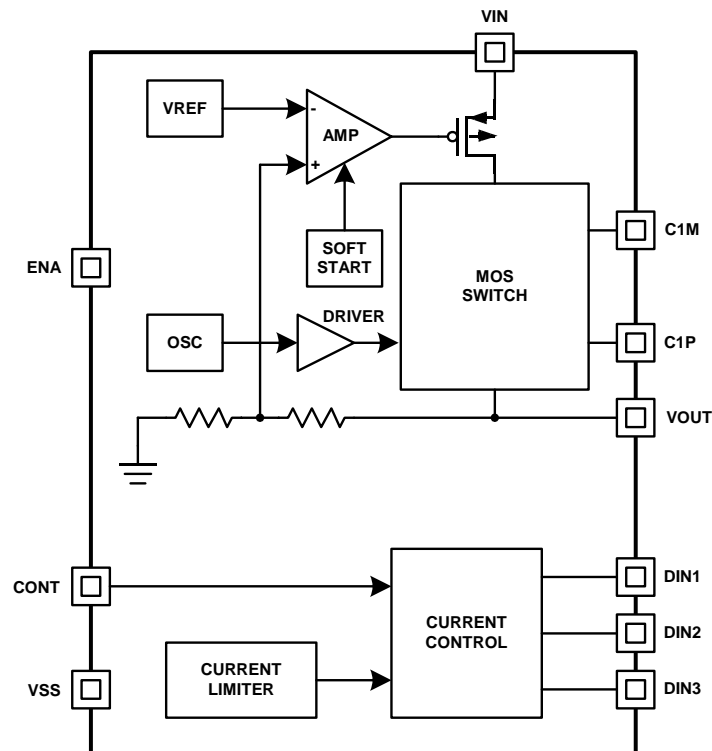 VIN
VREF
-
AMP
+
C1M
SOFT
START
ENA
MOS
SWITCH
DRIVER
OSC
C1P
VOUT
CONT
DIN1
CURRENT
CONTROL
DIN2
CURRENT
LIMITER
VSS
DIN3